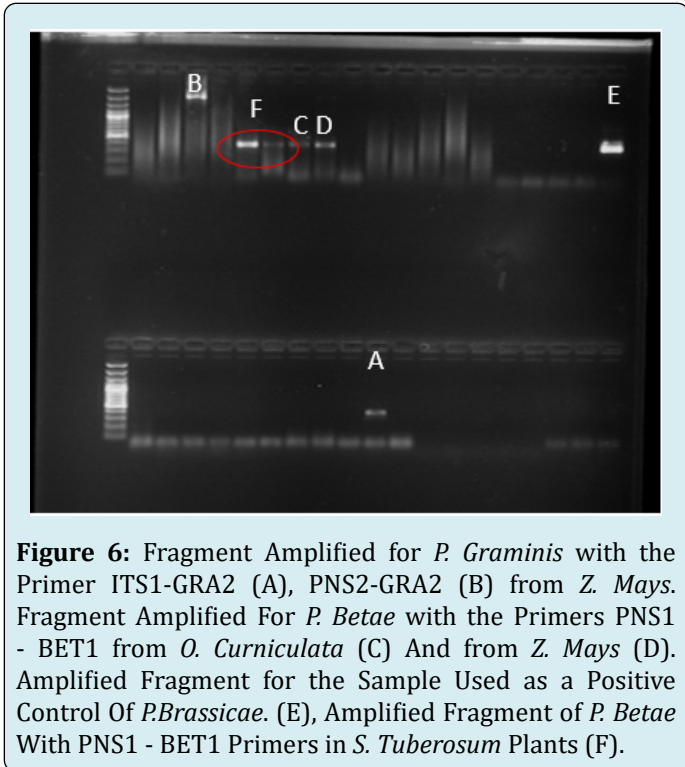 B
F
C D
E
A
Figure 6: Fragment Amplified for P. Graminis with the
Primer ITS1-GRA2 (A), PNS2-GRA2 (B) from Z. Mays.
Fragment Amplified For P. Betae with the Primers PNS1
- BET1 from O. Curniculata (C) And from Z. Mays (D).
Amplified Fragment for the Sample Used as a Positive
Control Of P.Brassicae. (E), Amplified Fragment of P. Betae
With PNS1 - BET1 Primers in S. Tuberosum Plants (F).